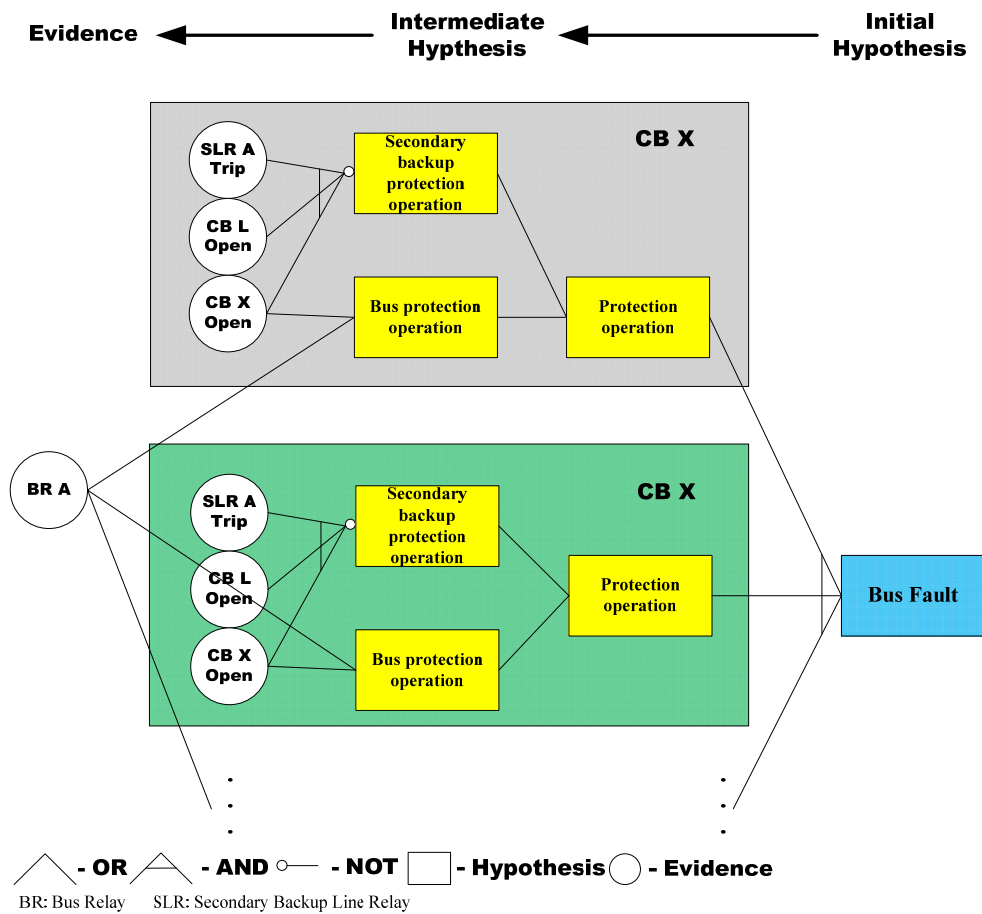 Evidence
Intermediate
Hypthesis
Initial
Hypothesis
CB X
SLR A
Trip
CB L
Open
CB X
Open
Secondary
backup
protection
operation
Bus protection
operation
Protection
operation
BR A
CB X
SLR A
Trip
CB L
Open
CB X
Open
Secondary
backup
protection
operation
Bus protection
operation
Protection
operation
Bus Fault
- OR - AND - NOT - Hypothesis - Evidence
BR: Bus Relay SLR: Secondary Backup Line Relay